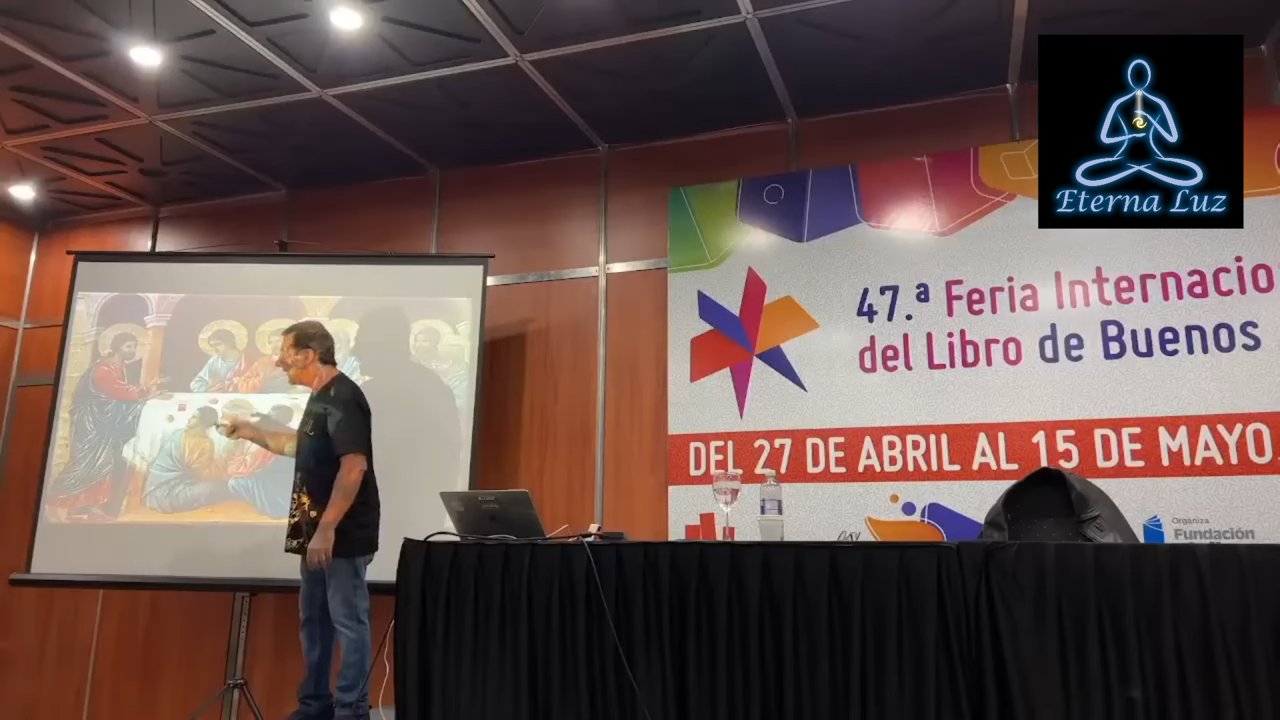 Eterna Luz
47.ª Feria Internacio
del Libro de Buenos
DEL 27 DE ABRIL AL 15 DE MAYO
Organiza
Fundación